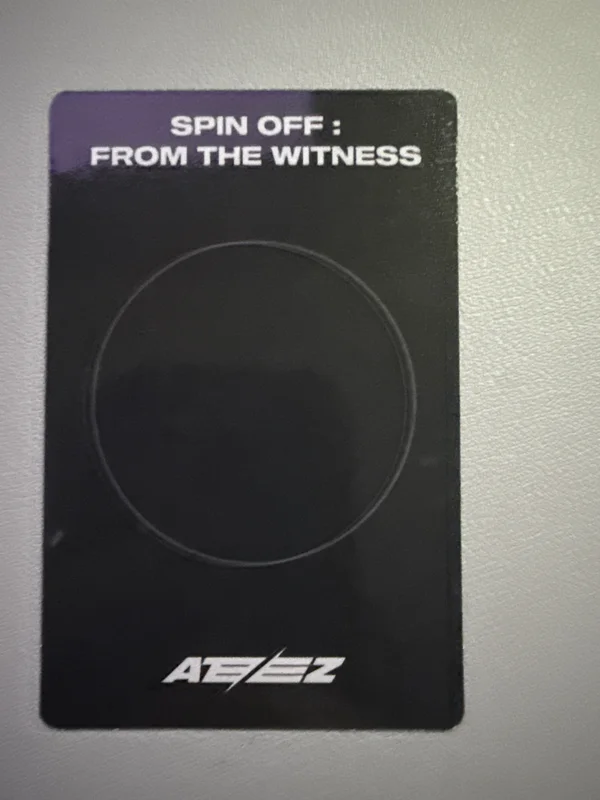 SPIN OFF :
FROM THE WITNESS
ATEEZ